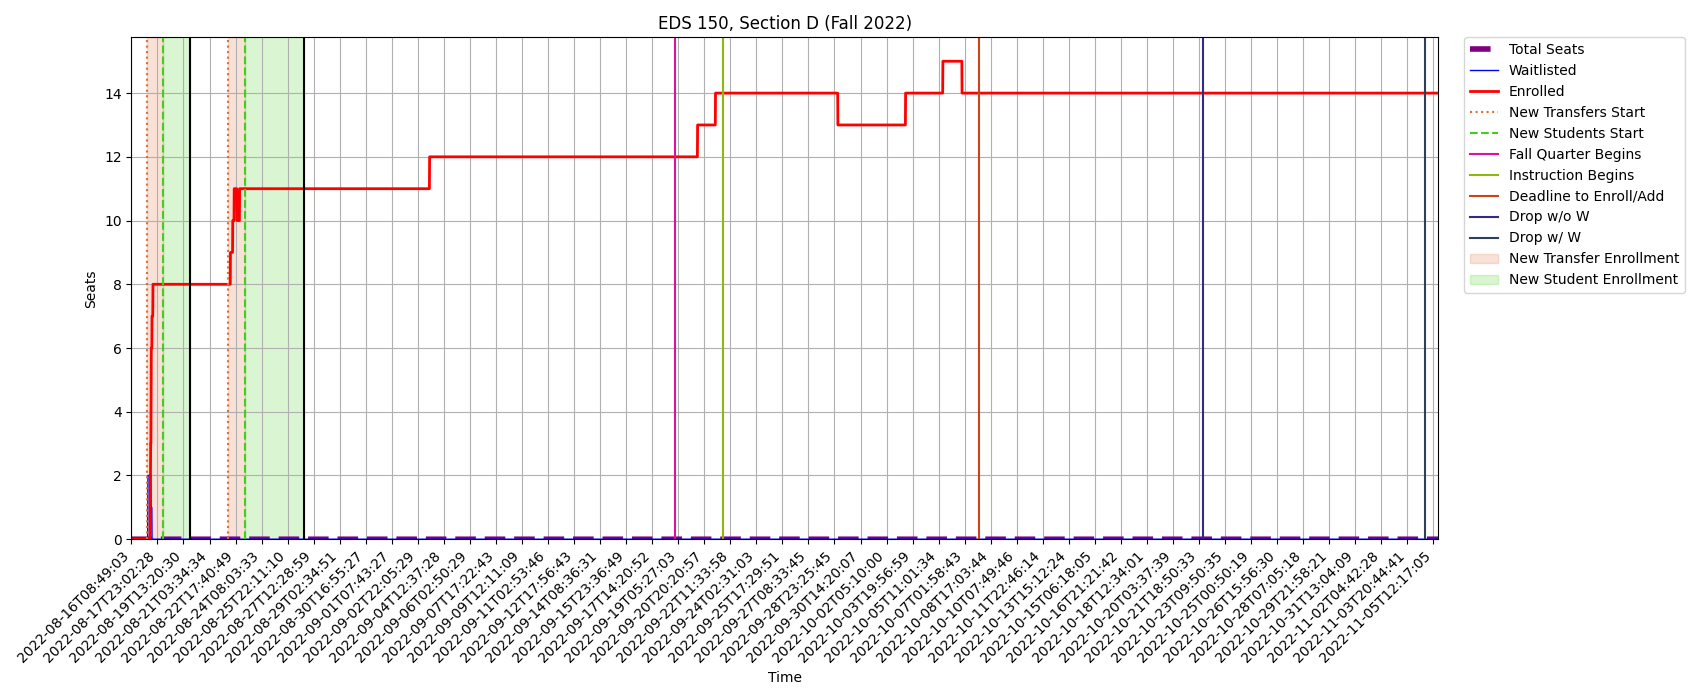 EDS 150, Section D (Fall 2022)
Seats
14
12
10
8
6
4
2
0
2022-08-16T08:49:03
2022-08-17T23:02:28
2022-08-19T13:20:30
2022-08-21T03:34:34
2022-08-22T17:40:49
2022-08-24T08:03:33
2022-08-25T22:11:10
2022-08-27T12:28:59
2022-08-29T02:34:51
2022-08-30T16:55:27
2022-09-01T07:43:27
2022-09-02T22:05:29
2022-09-04T12:37:28
2022-09-06T02:50:29
2022-09-07T17:22:43
2022-09-09T12:11:09
2022-09-11T02:53:46
2022-09-12T17:56:43
2022-09-14T08:36:31
2022-09-15T23:36:49
2022-09-17T14:20:52
2022-09-19T05:27:03
2022-09-20T20:20:57
2022-09-22T11:33:58
2022-09-24T02:31:03
2022-09-25T17:29:51
2022-09-27T08:33:45
2022-09-28T23:25:45
2022-09-30T14:20:07
2022-10-02T05:10:00
2022-10-03T19:56:59
2022-10-05T11:01:34
2022-10-07T01:58:43
2022-10-08T17:03:44
2022-10-10T07:49:46
2022-10-11T22:46:14
2022-10-13T15:12:24
2022-10-15T06:18:05
2022-10-16T21:21:42
2022-10-18T12:34:01
2022-10-20T03:37:39
2022-10-21T18:50:33
2022-10-23T09:50:35
2022-10-25T00:50:19
2022-10-26T15:56:30
2022-10-28T07:05:18
2022-10-29T21:58:21
2022-10-31T13:04:09
2022-11-02T04:42:28
2022-11-03T20:44:41
2022-11-05T12:17:05
Time
Total Seats
Waitlisted
Enrolled
New Transfers Start
New Students Start
Fall Quarter Begins
Instruction Begins
Deadline to Enroll/Add
Drop w/o W
Drop w/ W
New Transfer Enrollment
New Student Enrollment